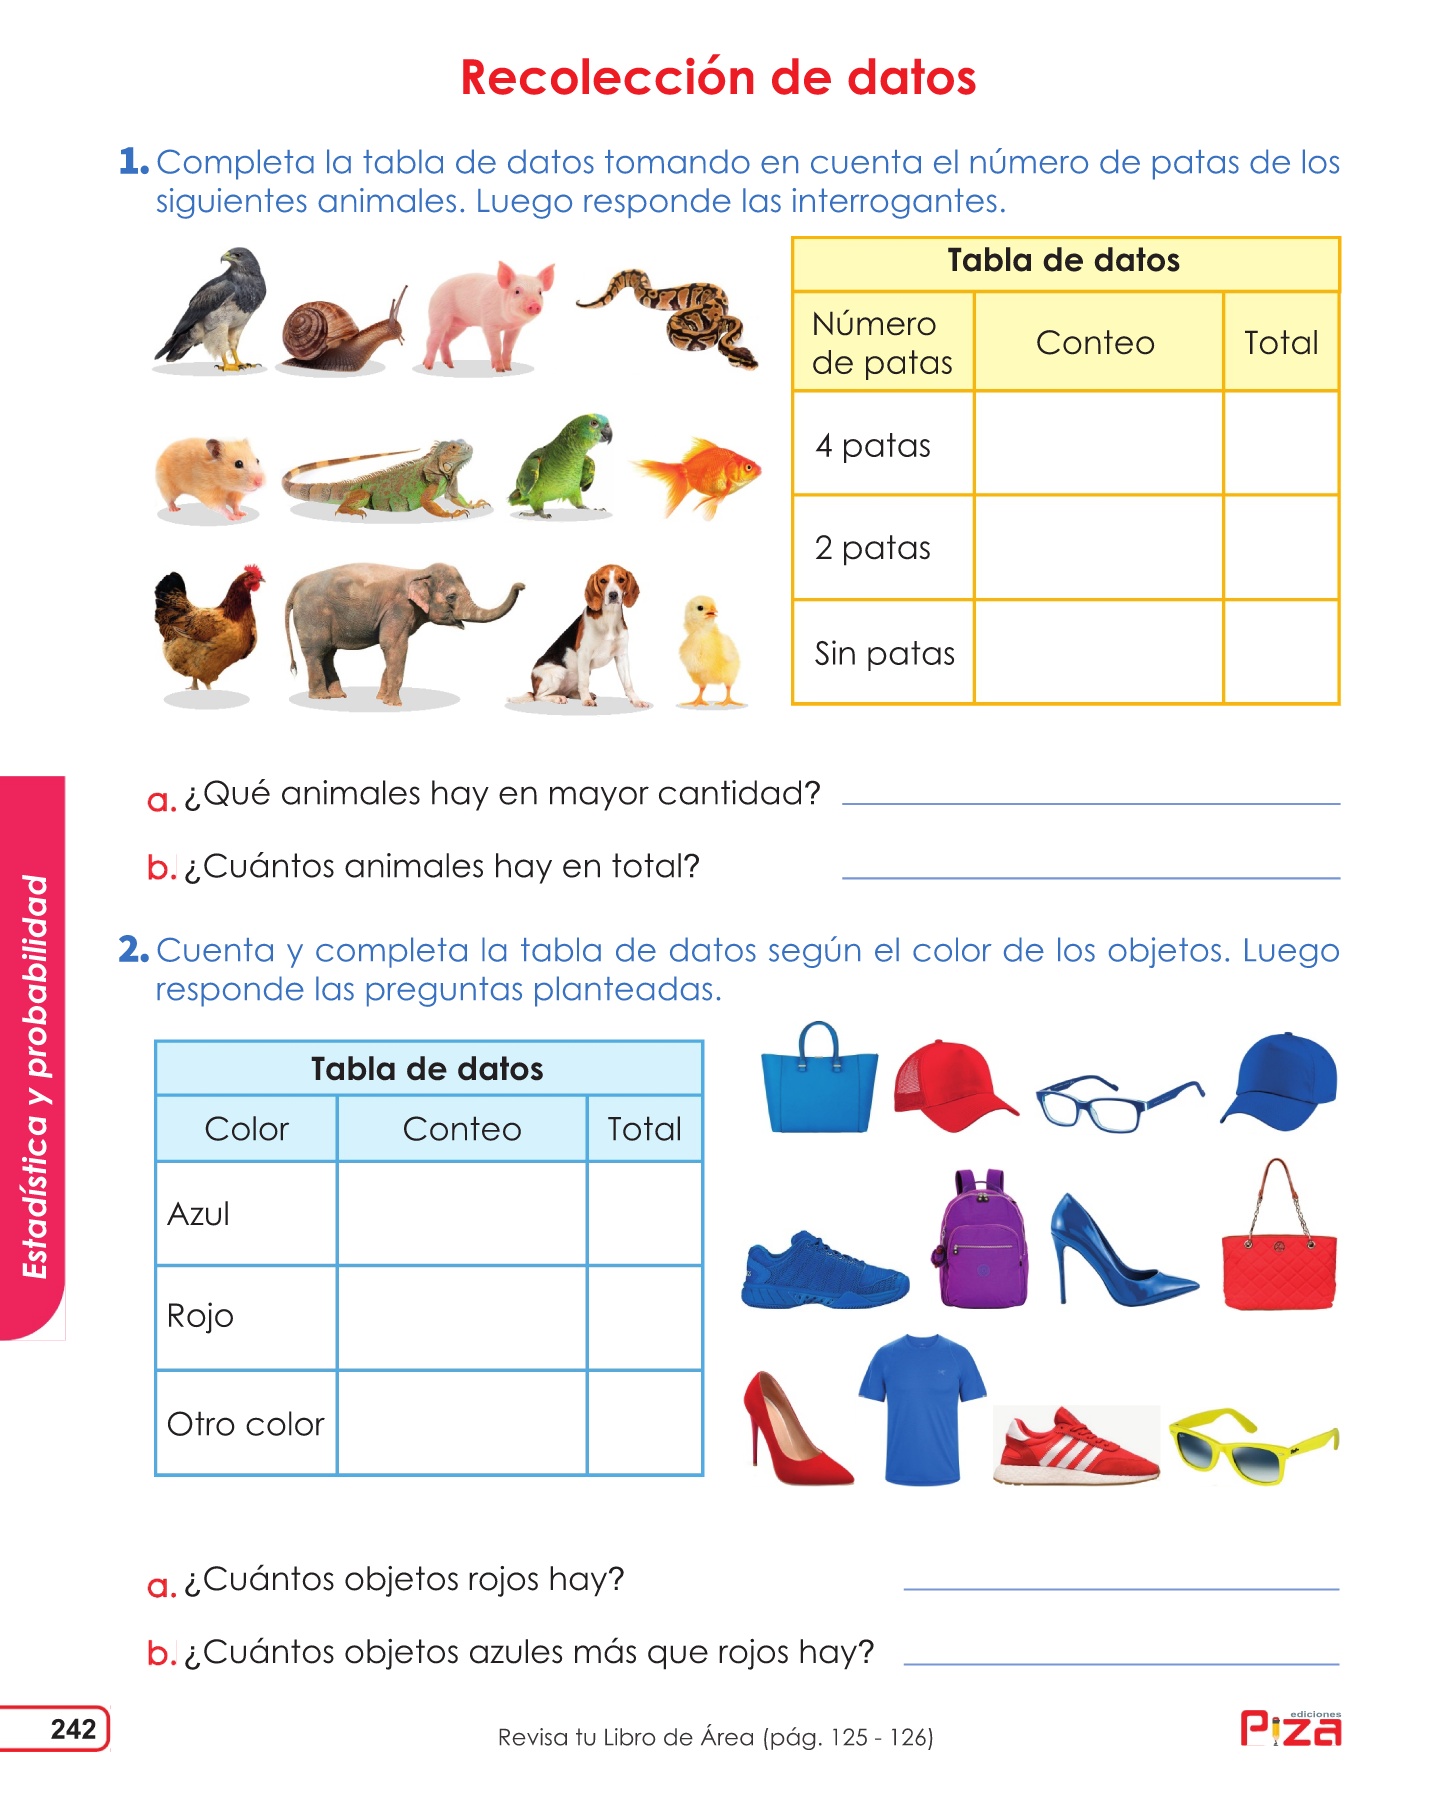 Recolección de datos
1. Completa la tabla de datos tomando en cuenta el número de patas de los
siguientes animales. Luego responde las interrogantes.
Tabla de datos
Número
de patas
Conteo
Total
4 patas
2 patas
Sin patas
a. ¿Qué animales hay en mayor cantidad?
b. ¿Cuántos animales hay en total?
Estadística y probabilidad
2. Cuenta y completa la tabla de datos según el color de los objetos. Luego
responde las preguntas planteadas.
Tabla de datos
Color
Conteo
Total
Azul
Rojo
Otro color
a. ¿Cuántos objetos rojos hay?
b. ¿Cuántos objetos azules más que rojos hay?
242
Revisa tu Libro de Área (pág. 125 - 126)
ediciones
Piza